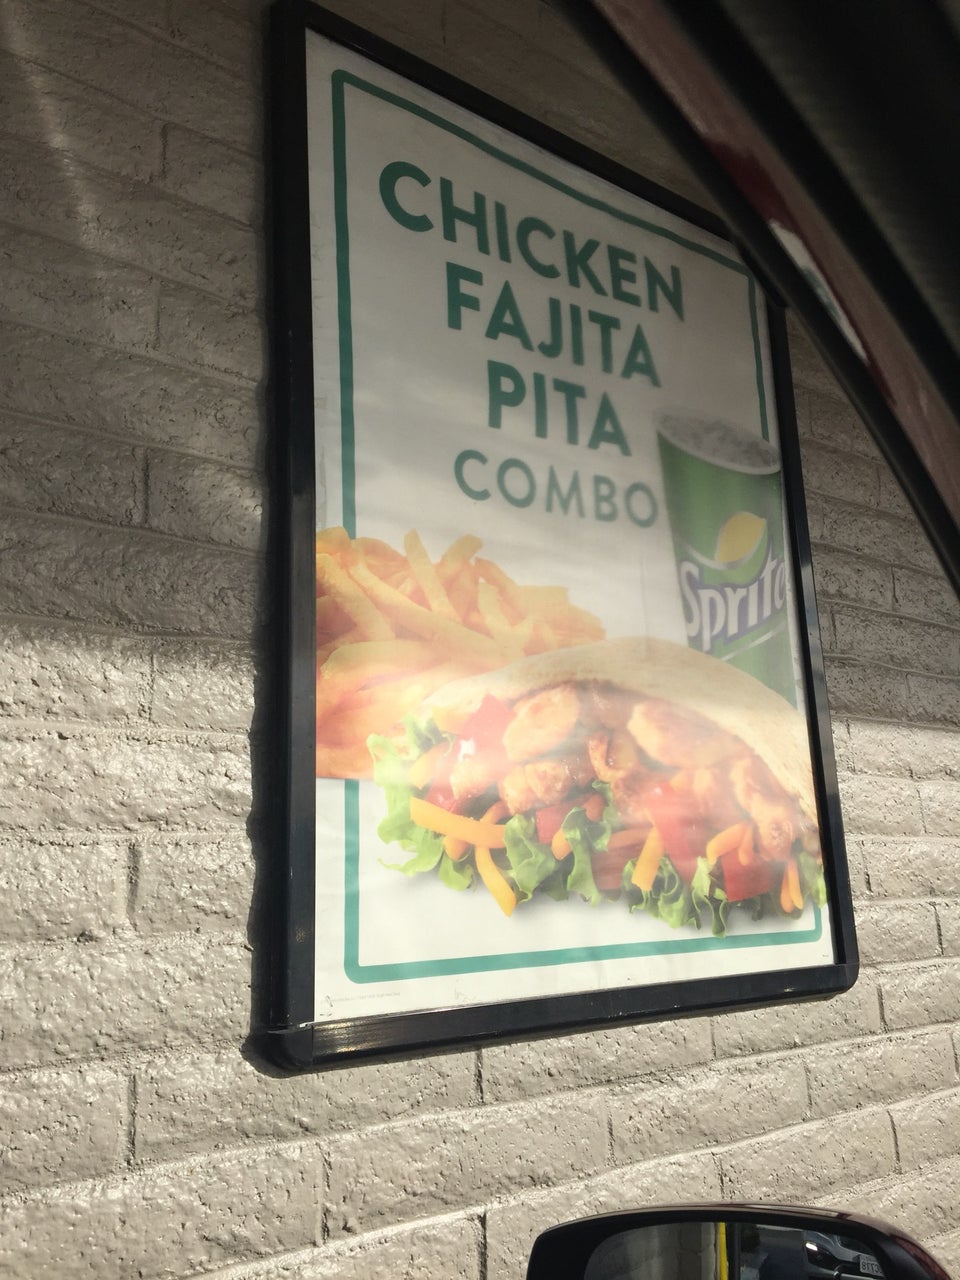 CHICKEN
FAJITA
PITA
COMBO
Sprite